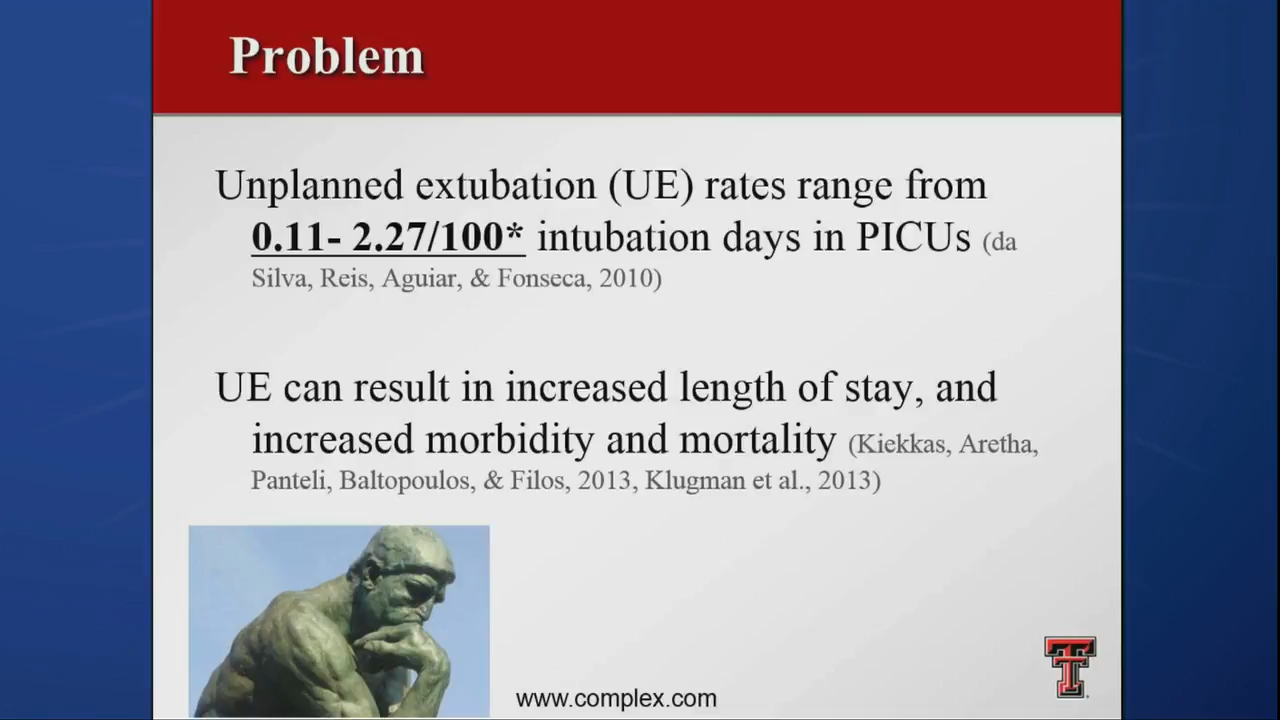 Problem
Unplanned extubation (UE) rates range from
0.11- 2.27/100* intubation days in PICUs (da
Silva, Reis, Aguiar, & Fonseca, 2010)
UE can result in increased length of stay, and
increased morbidity and mortality (Kiekkas, Aretha,
Panteli, Baltopoulos, & Filos, 2013, Klugman et al., 2013)
www.complex.com